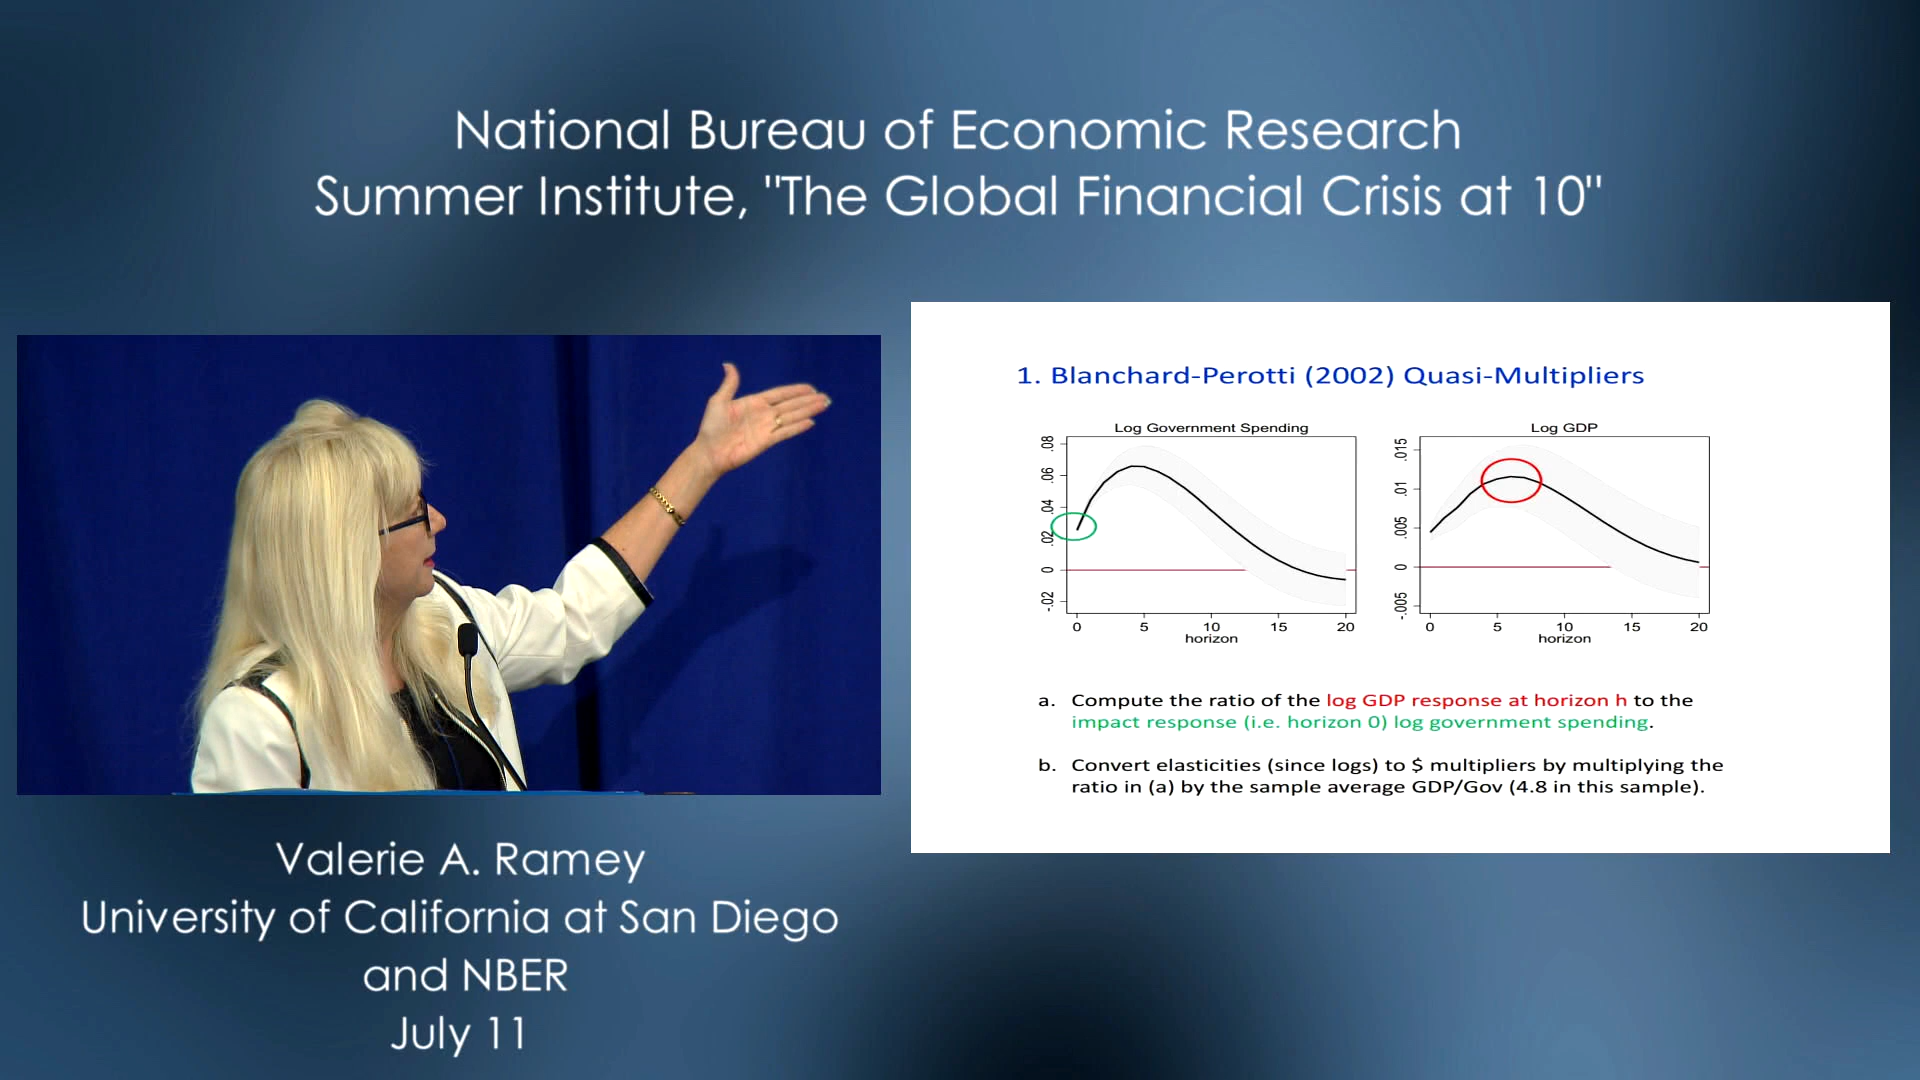 National Bureau of Economic Research
Summer Institute, "The Global Financial Crisis at 10"
1. Blanchard-Perotti (2002) Quasi-Multipliers
Log Government Spending
.08
.06
.04
.02
0
-.02
0 5 10 15 20
horizon
Log GDP
.015
.01
.005
0
-.005
0 5 10 15 20
horizon
a. Compute the ratio of the log GDP response at horizon h to the
impact response (i.e. horizon 0) log government spending.
b. Convert elasticities (since logs) to $ multipliers by multiplying the
ratio in (a) by the sample average GDP/Gov (4.8 in this sample).
Valerie A. Ramey
University of California at San Diego
and NBER
July 11